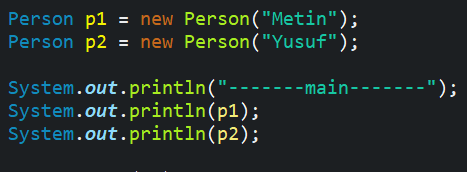 Person p1 = new Person("Metin");
Person p2 = new Person("Yusuf");
System.out.println("-------main-------");
System.out.println(p1);
System.out.println(p2);